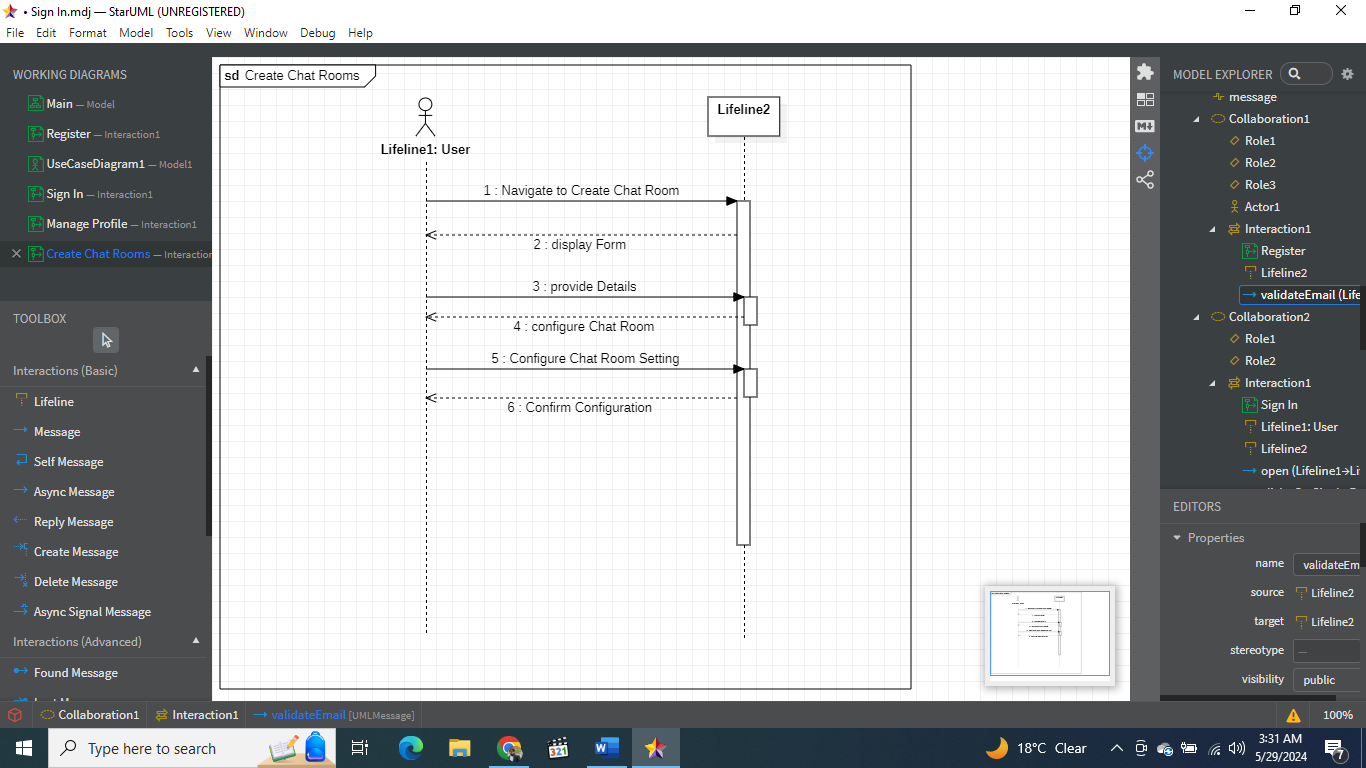 • Sign In.mdj — StarUML (UNREGISTERED)
File Edit Format Model Tools View Window Debug Help
WORKING DIAGRAMS
Main — Model
Register — Interaction1
UseCaseDiagram1 — Model1
Sign In — Interaction1
Manage Profile — Interaction1
Create Chat Rooms — Interaction
TOOLBOX
Interactions (Basic)
Lifeline
Message
Self Message
Async Message
Reply Message
Create Message
Delete Message
Async Signal Message
Interactions (Advanced)
Found Message
sd Create Chat Rooms
Lifeline1: User
Lifeline2
1 : Navigate to Create Chat Room
2 : display Form
3 : provide Details
4 : configure Chat Room
5 : Configure Chat Room Setting
6 : Confirm Configuration
MODEL EXPLORER
message
Collaboration1
Role1
Role2
Role3
Actor1
Interaction1
Register
Lifeline2
validateEmail (Life
Collaboration2
Role1
Role2
Interaction1
Sign In
Lifeline1: User
Lifeline2
open (Lifeline1→Li
EDITORS
Properties
name validateEm
source Lifeline2
target Lifeline2
stereotype —
visibility public
Collaboration1 Interaction1 validateEmail [UMLMessage]
100%
Type here to search
321
18°C Clear
3:31 AM
5/29/2024
7